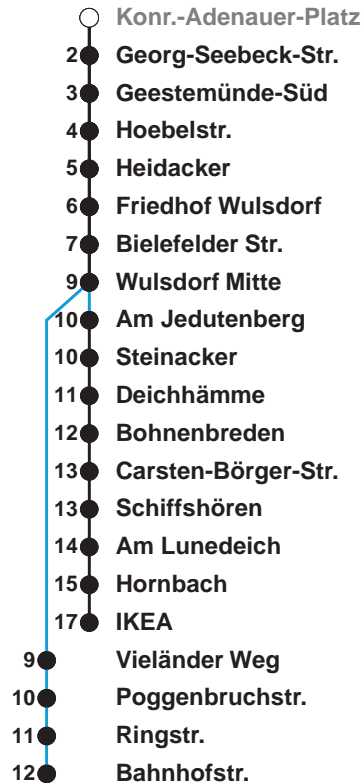 Konr.-Adenauer-Platz
2 Georg-Seebeck-Str.
3 Geestemünde-Süd
4 Hoebelstr.
5 Heidacker
6 Friedhof Wulsdorf
7 Bielefelder Str.
9 Wulsdorf Mitte
10 Am Jedutenberg
10 Steinacker
11 Deichhämme
12 Bohnenbreden
13 Carsten-Börger-Str.
13 Schiffshören
14 Am Lunedeich
15 Hornbach
17 IKEA
9 Vieländer Weg
10 Poggenbruchstr.
11 Ringstr.
12 Bahnhofstr.